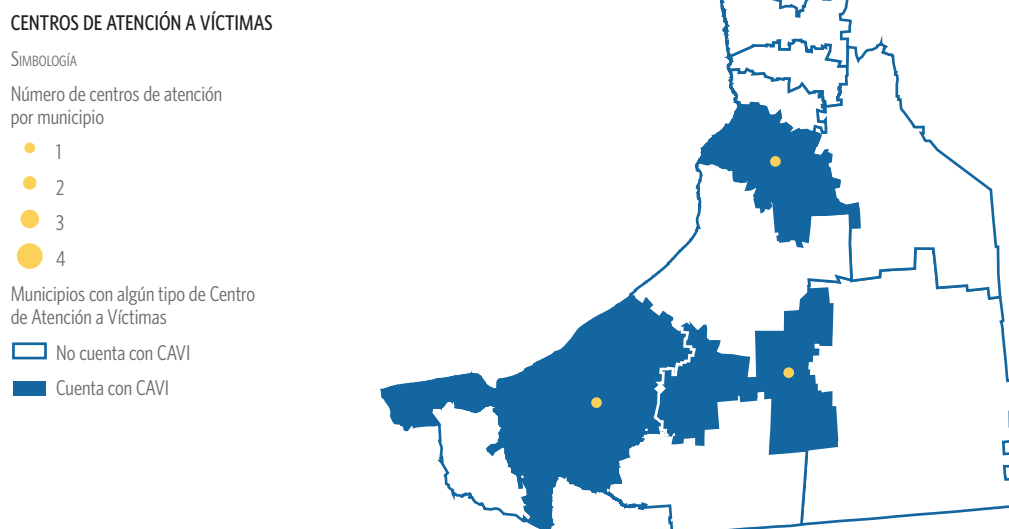 CENTROS DE ATENCIÓN A VÍCTIMAS
SIMBOLOGÍA
Número de centros de atención
por municipio
1
2
3
4
Municipios con algún tipo de Centro
de Atención a Víctimas
No cuenta con CAVI
Cuenta con CAVI